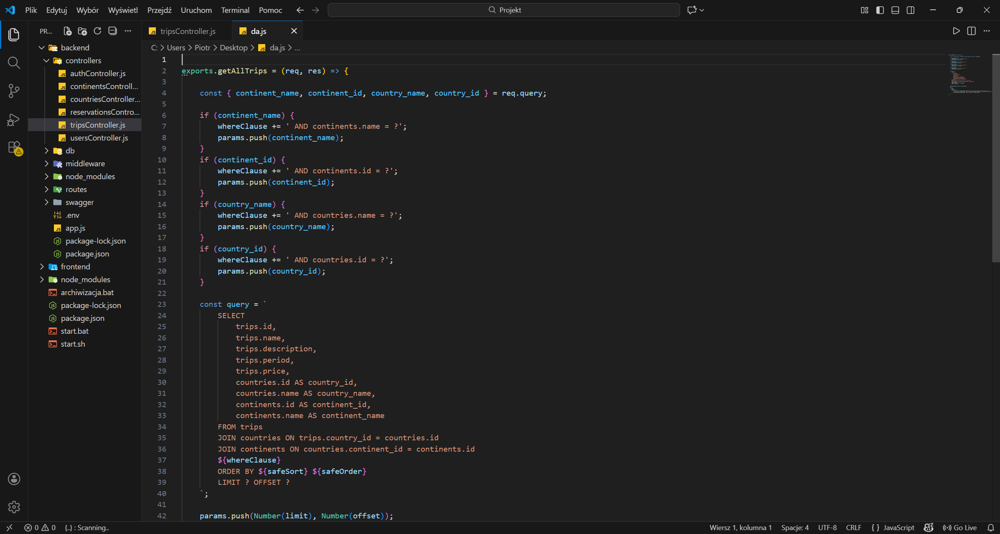 Plik Edytuj Wybór Wyświetl Przejdź Uruchom Terminal Pomoc Projekt
PR... tripsController.js da.js
C: > Users > Piotr > Desktop > JS da.js > ...
backend
controllers
authController.js
continentsControll...
countriesController...
reservationsContro...
tripsController.js
usersController.js
db
middleware
node_modules
routes
swagger
.env
app.js
package-lock.json
package.json
frontend
node_modules
archiwizacja.bat
package-lock.json
package.json
start.bat
start.sh
1
2 exports.getAllTrips = (req, res) => {
3
4     const { continent_name, continent_id, country_name, country_id } = req.query;
5
6     if (continent_name) {
7         whereClause += ' AND continents.name = ?';
8         params.push(continent_name);
9     }
10     if (continent_id) {
11         whereClause += ' AND continents.id = ?';
12         params.push(continent_id);
13     }
14     if (country_name) {
15         whereClause += ' AND countries.name = ?';
16         params.push(country_name);
17     }
18     if (country_id) {
19         whereClause += ' AND countries.id = ?';
20         params.push(country_id);
21     }
22
23     const query = `
24         SELECT
25             trips.id,
26             trips.name,
27             trips.description,
28             trips.period,
29             trips.price,
30             countries.id AS country_id,
31             countries.name AS country_name,
32             continents.id AS continent_id,
33             continents.name AS continent_name
34         FROM trips
35         JOIN countries ON trips.country_id = countries.id
36         JOIN continents ON countries.continent_id = continents.id
37         ${whereClause}
38         ORDER BY ${safeSort} ${safeOrder}
39         LIMIT ? OFFSET ?
40     `;
41
42     params.push(Number(limit), Number(offset));
0 0 {..} : Scanning.. Wiersz 1, kolumna 1 Spacje: 4 UTF-8 CRLF { } JavaScript Go Live